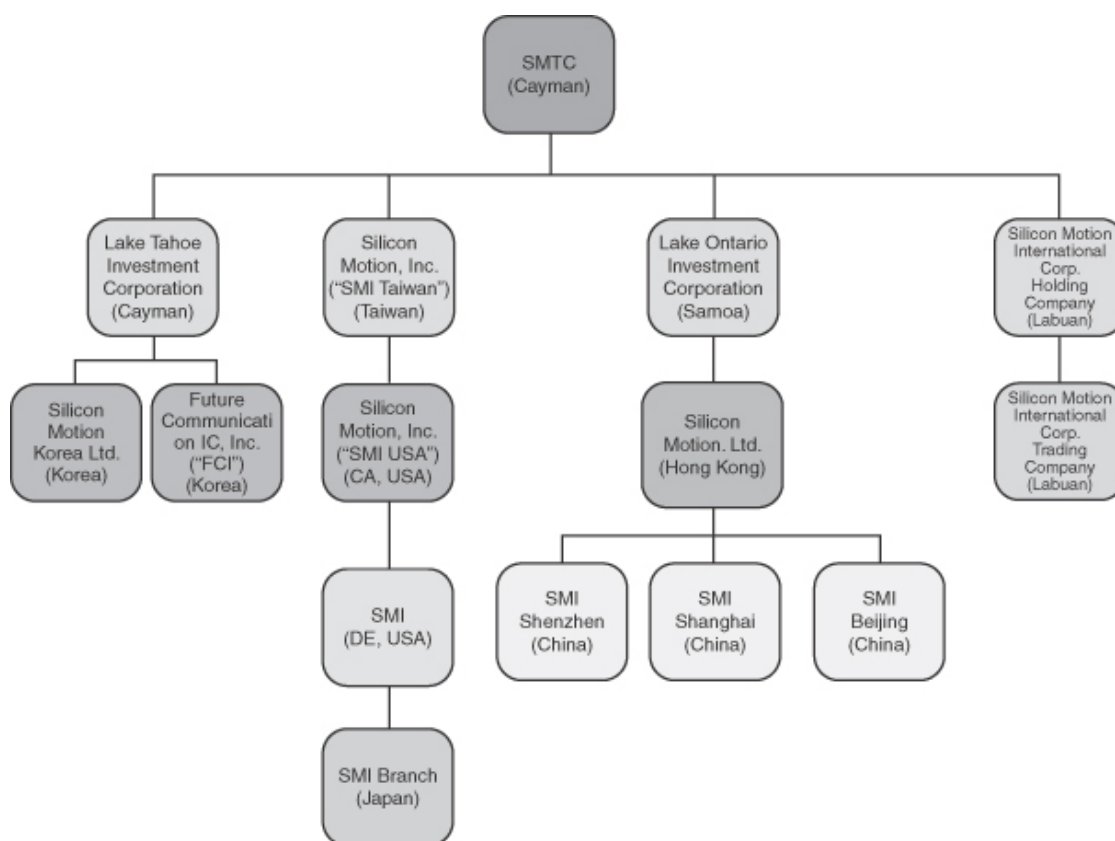 SMTC
(Cayman)
Lake Tahoe
Investment
Corporation
(Cayman)
Silicon
Motion, Inc.
(“SMI Taiwan”)
(Taiwan)
Lake Ontario
Investment
Corporation
(Samoa)
Silicon Motion
International
Corp.
Holding
Company
(Labuan)
Silicon
Motion
Korea Ltd.
(Korea)
Future
Communicati
on IC, Inc.
(“FCI”)
(Korea)
Silicon
Motion, Inc.
(“SMI USA”)
(CA, USA)
Silicon
Motion. Ltd.
(Hong Kong)
Silicon Motion
International
Corp.
Trading
Company
(Labuan)
SMI
(DE, USA)
SMI
Shenzhen
(China)
SMI
Shanghai
(China)
SMI
Beijing
(China)
SMI Branch
(Japan)